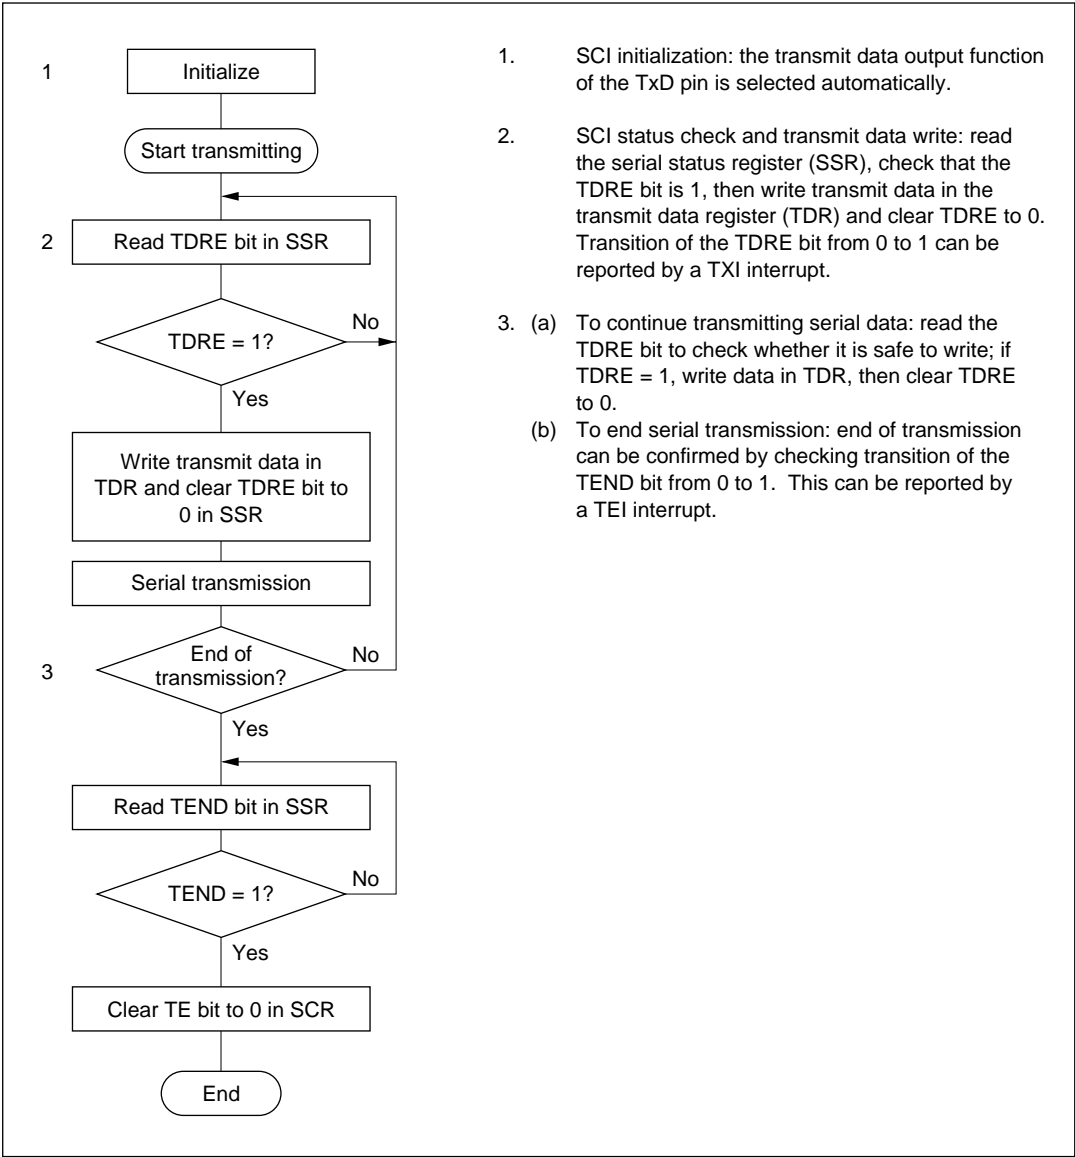 1
Initialize
Start transmitting
2
Read TDRE bit in SSR
TDRE = 1?
No
Yes
Write transmit data in
TDR and clear TDRE bit to
0 in SSR
Serial transmission
3
End of
transmission?
No
Yes
Read TEND bit in SSR
TEND = 1?
No
Yes
Clear TE bit to 0 in SCR
End
1. SCI initialization: the transmit data output function
of the TxD pin is selected automatically.
2. SCI status check and transmit data write: read
the serial status register (SSR), check that the
TDRE bit is 1, then write transmit data in the
transmit data register (TDR) and clear TDRE to 0.
Transition of the TDRE bit from 0 to 1 can be
reported by a TXI interrupt.
3. (a) To continue transmitting serial data: read the
TDRE bit to check whether it is safe to write; if
TDRE = 1, write data in TDR, then clear TDRE
to 0.
(b) To end serial transmission: end of transmission
can be confirmed by checking transition of the
TEND bit from 0 to 1. This can be reported by
a TEI interrupt.